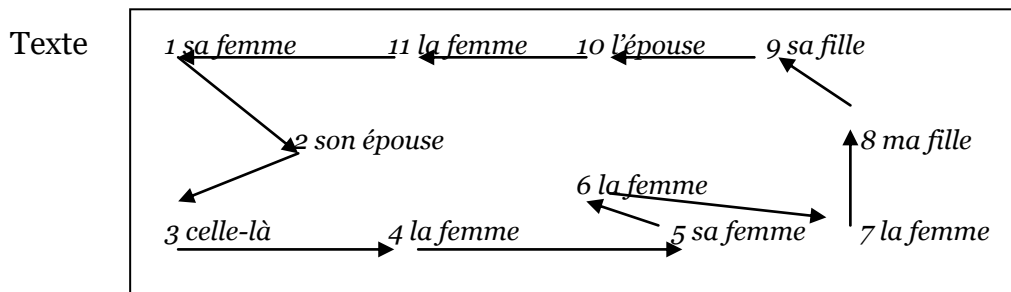 Texte 1 sa femme 11 la femme 10 l'épouse 9 sa fille
2 son épouse 8 ma fille
6 la femme
3 celle-là 4 la femme 5 sa femme 7 la femme